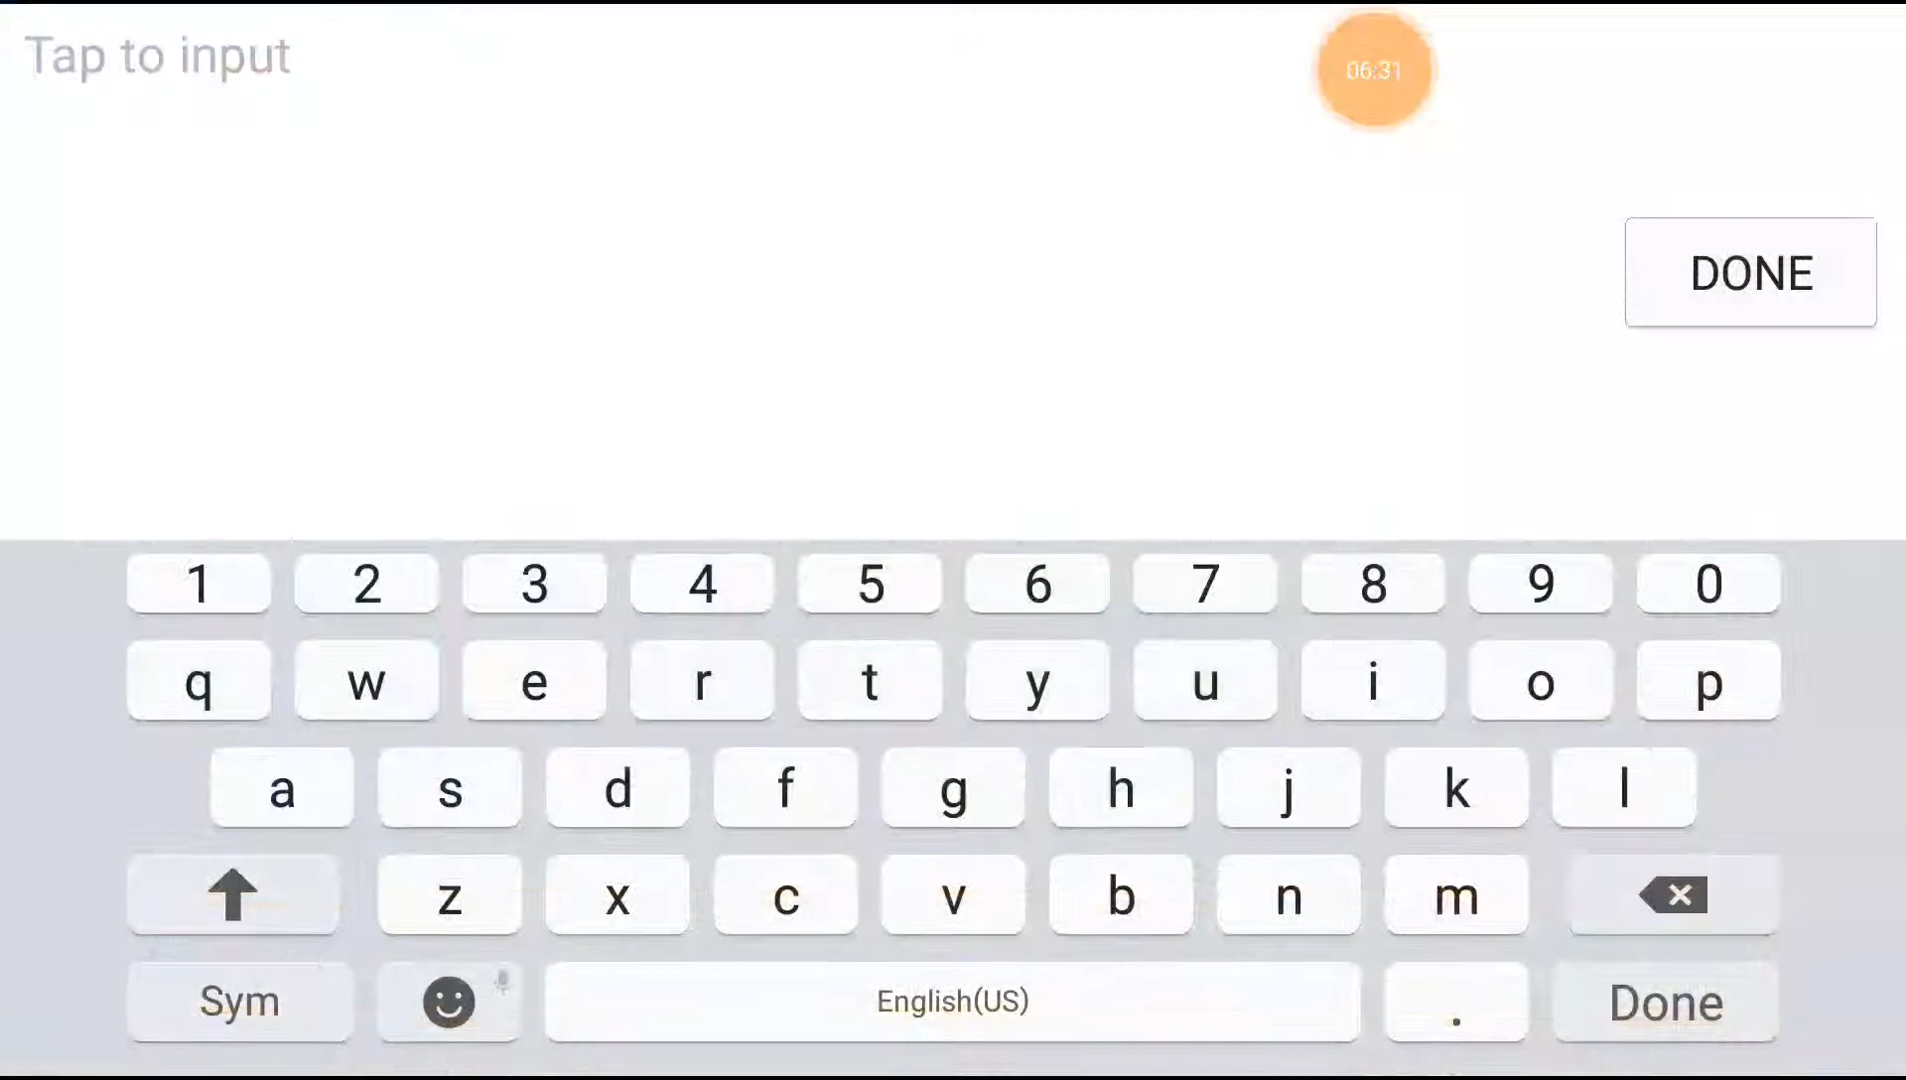 Tap to input
06:31
DONE
1 2 3 4 5 6 7 8 9 0
q w e r t y u i o p
a s d f g h j k l
z x c v b n m
Sym English(US) . Done